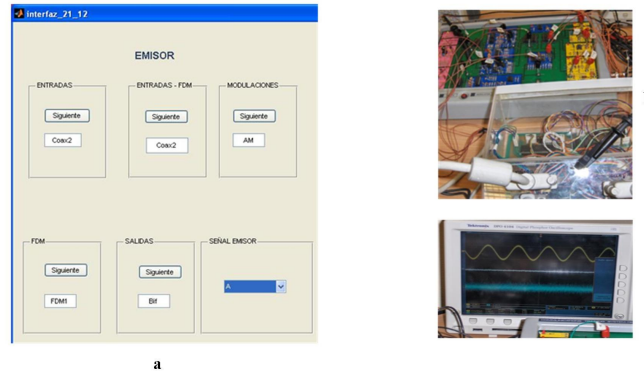 interfaz_21_12
EMISOR
ENTRADAS
Siguiente
Coax2
ENTRADAS - FDM
Siguiente
Coax2
MODULACIONES
Siguiente
AM
FDM
Siguiente
FDM1
SALIDAS
Siguiente
Bif
SEÑAL EMISOR
A
Tektronix
a